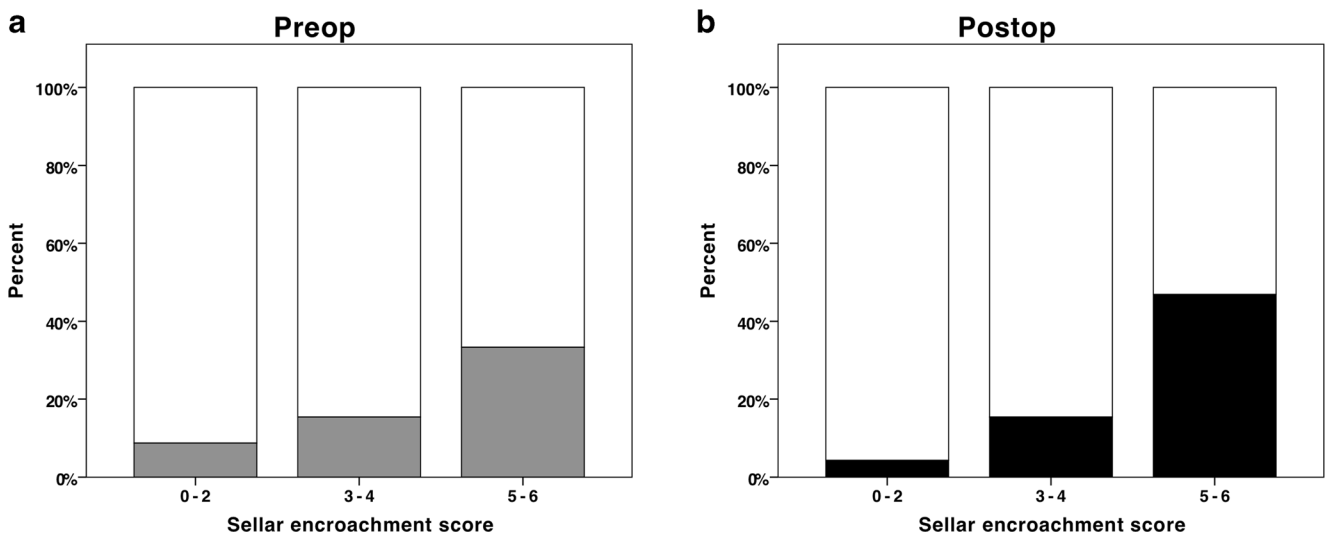 a
Preop
100%
80%
60%
40%
20%
0%
Percent
0 - 2
3 - 4
5 - 6
Sellar encroachment score
b
Postop
100%
80%
60%
40%
20%
0%
Percent
0 - 2
3 - 4
5 - 6
Sellar encroachment score